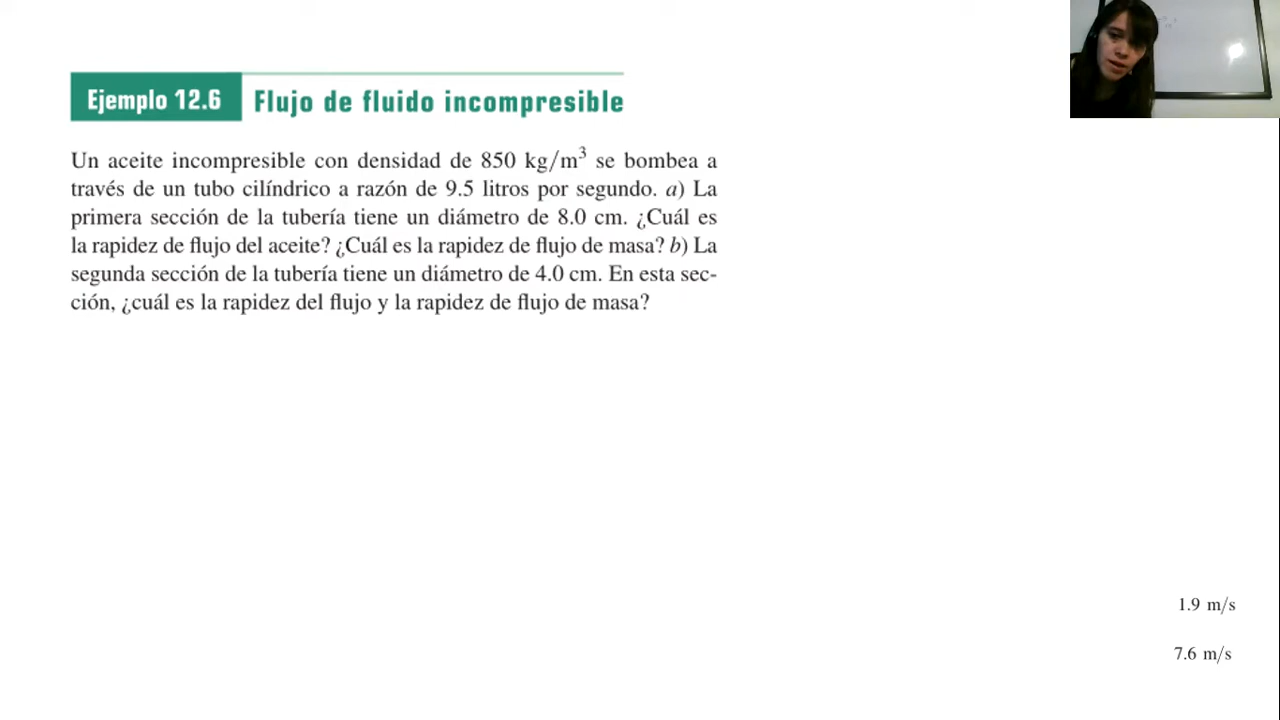 Ejemplo 12.6 Flujo de fluido incompresible
Un aceite incompresible con densidad de 850 kg/m³ se bombea a
través de un tubo cilíndrico a razón de 9.5 litros por segundo. a) La
primera sección de la tubería tiene un diámetro de 8.0 cm. ¿Cuál es
la rapidez de flujo del aceite? ¿Cuál es la rapidez de flujo de masa? b) La
segunda sección de la tubería tiene un diámetro de 4.0 cm. En esta sec-
ción, ¿cuál es la rapidez del flujo y la rapidez de flujo de masa?
1.9 m/s
7.6 m/s